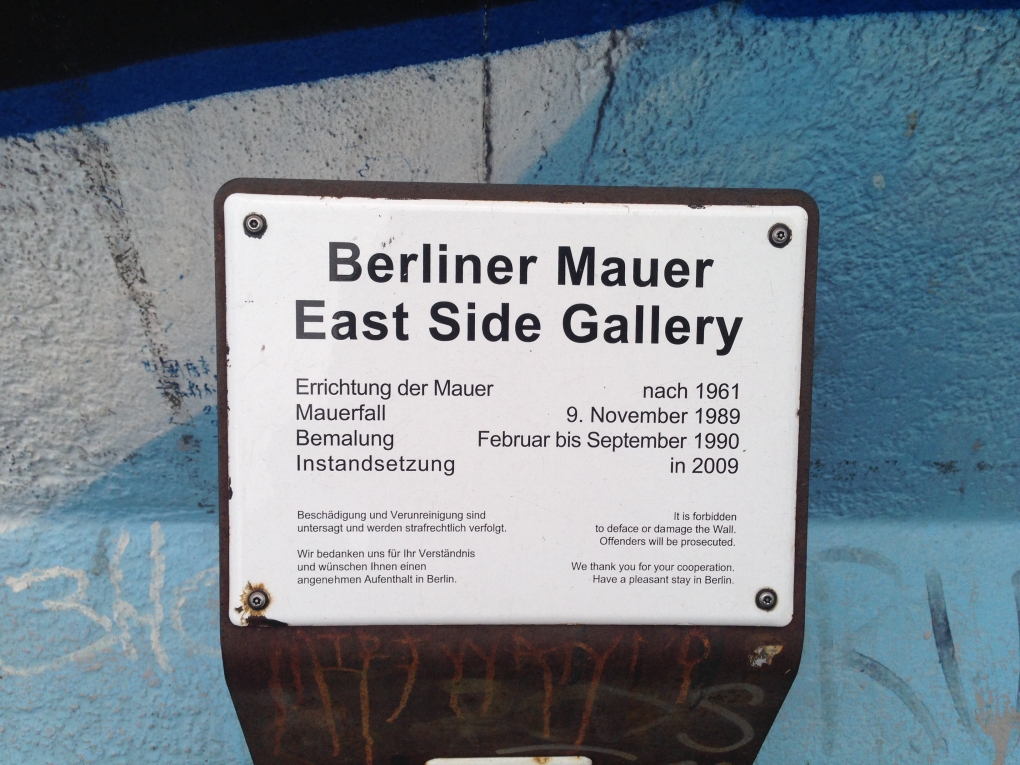 Berliner Mauer
East Side Gallery
Errichtung der Mauer nach 1961
Mauerfall 9. November 1989
Bemalung Februar bis September 1990
Instandsetzung in 2009
Beschädigung und Verunreinigung sind
untersagt und werden strafrechtlich verfolgt.
Wir bedanken uns für Ihr Verständnis
und wünschen Ihnen einen
angenehmen Aufenthalt in Berlin.
It is forbidden
to deface or damage the Wall.
Offenders will be prosecuted.
We thank you for your cooperation.
Have a pleasant stay in Berlin.